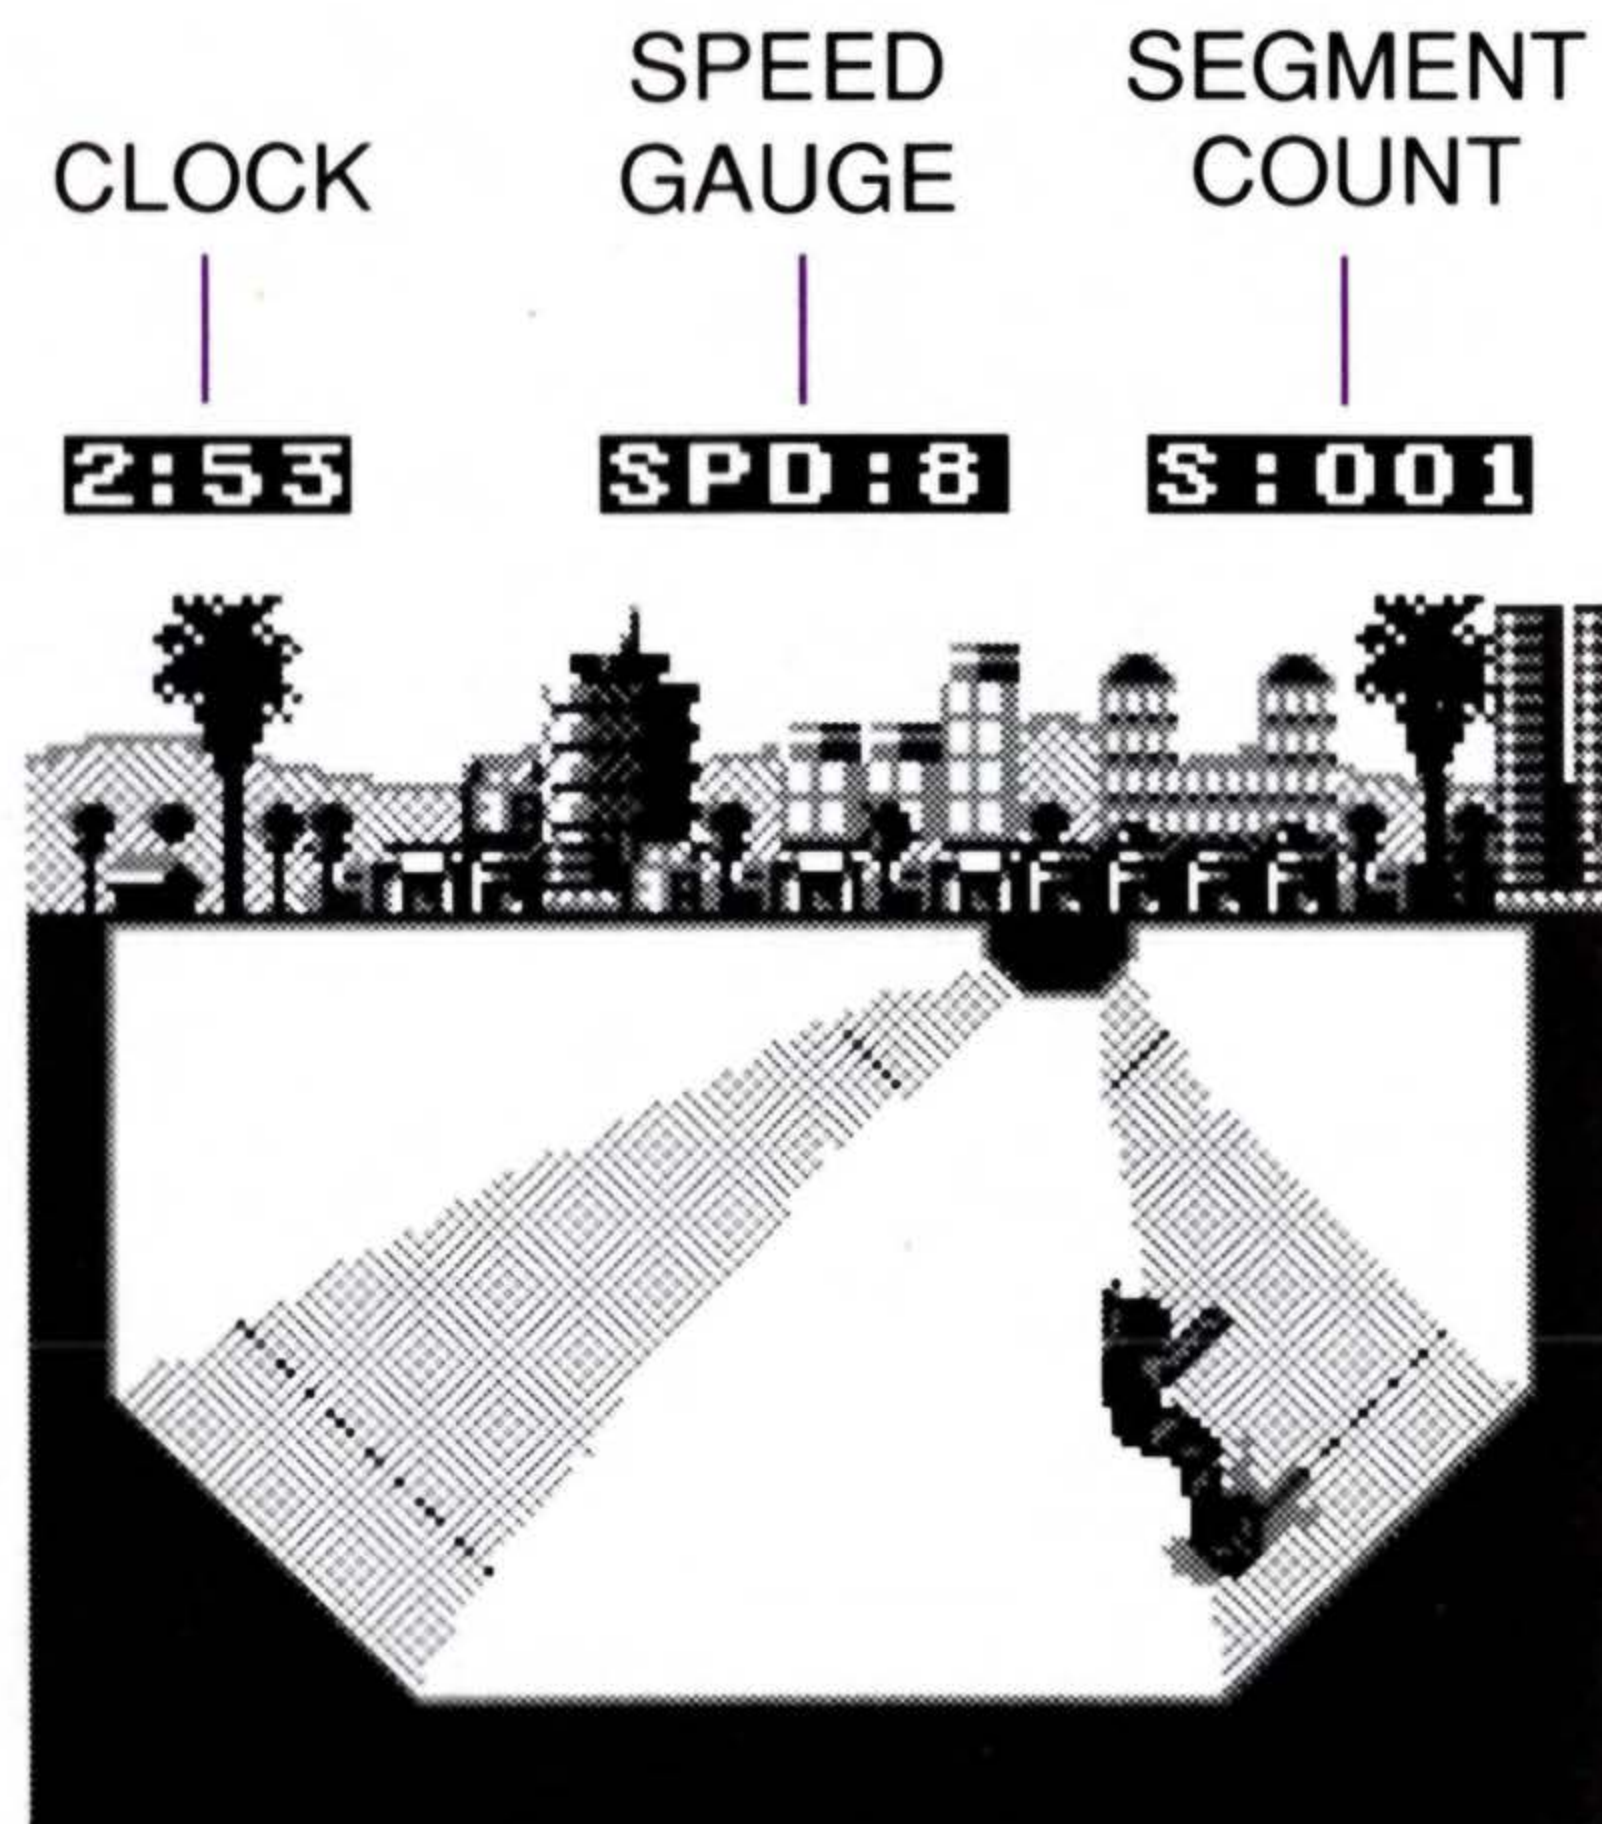 CLOCK
SPEED
GAUGE
SEGMENT
COUNT
2:53
SPD:8
S:001